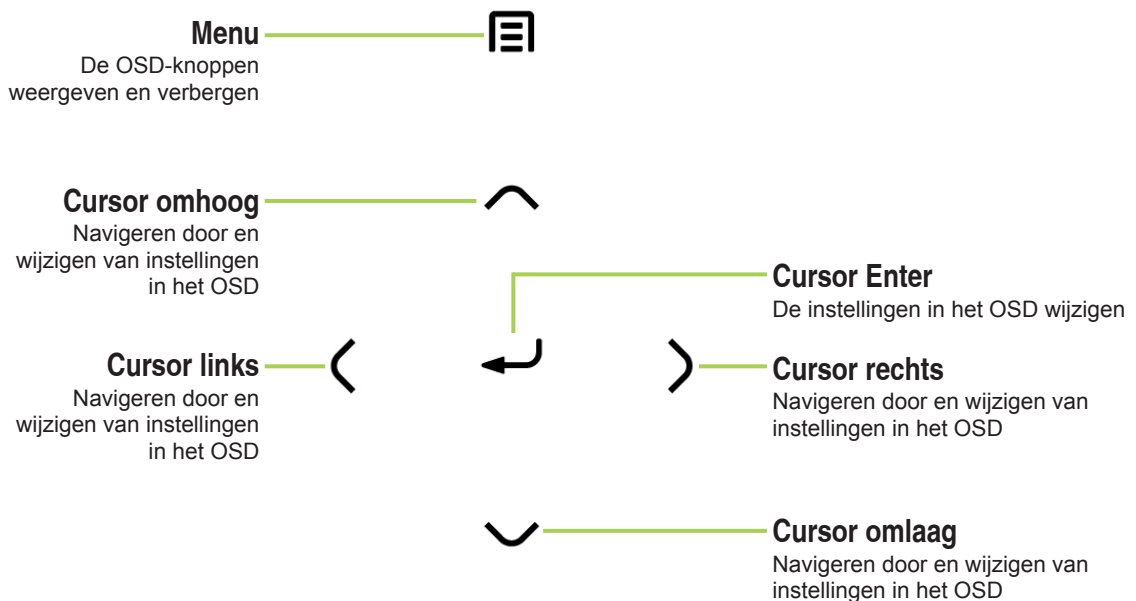 Menu
De OSD-knoppen
weergeven en verbergen
Cursor omhoog
Navigeren door en
wijzigen van instellingen
in het OSD
Cursor Enter
De instellingen in het OSD wijzigen
Cursor links
Navigeren door en
wijzigen van instellingen
in het OSD
Cursor rechts
Navigeren door en wijzigen van
instellingen in het OSD
Cursor omlaag
Navigeren door en wijzigen van
instellingen in het OSD